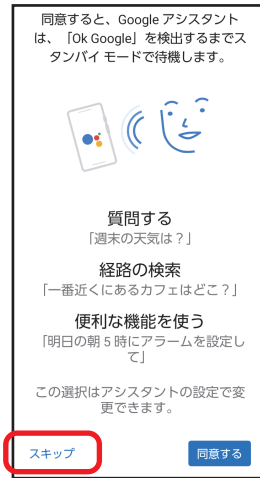 同意すると、Google アシスタント
は、「Ok Google」を検出するまでス
タンバイ モードで待機します。
質問する
「週末の天気は？」
経路の検索
「一番近くにあるカフェはどこ？」
便利な機能を使う
「明日の朝 5 時にアラームを設定し
て」
この選択はアシスタントの設定で変
更できます。
スキップ
同意する